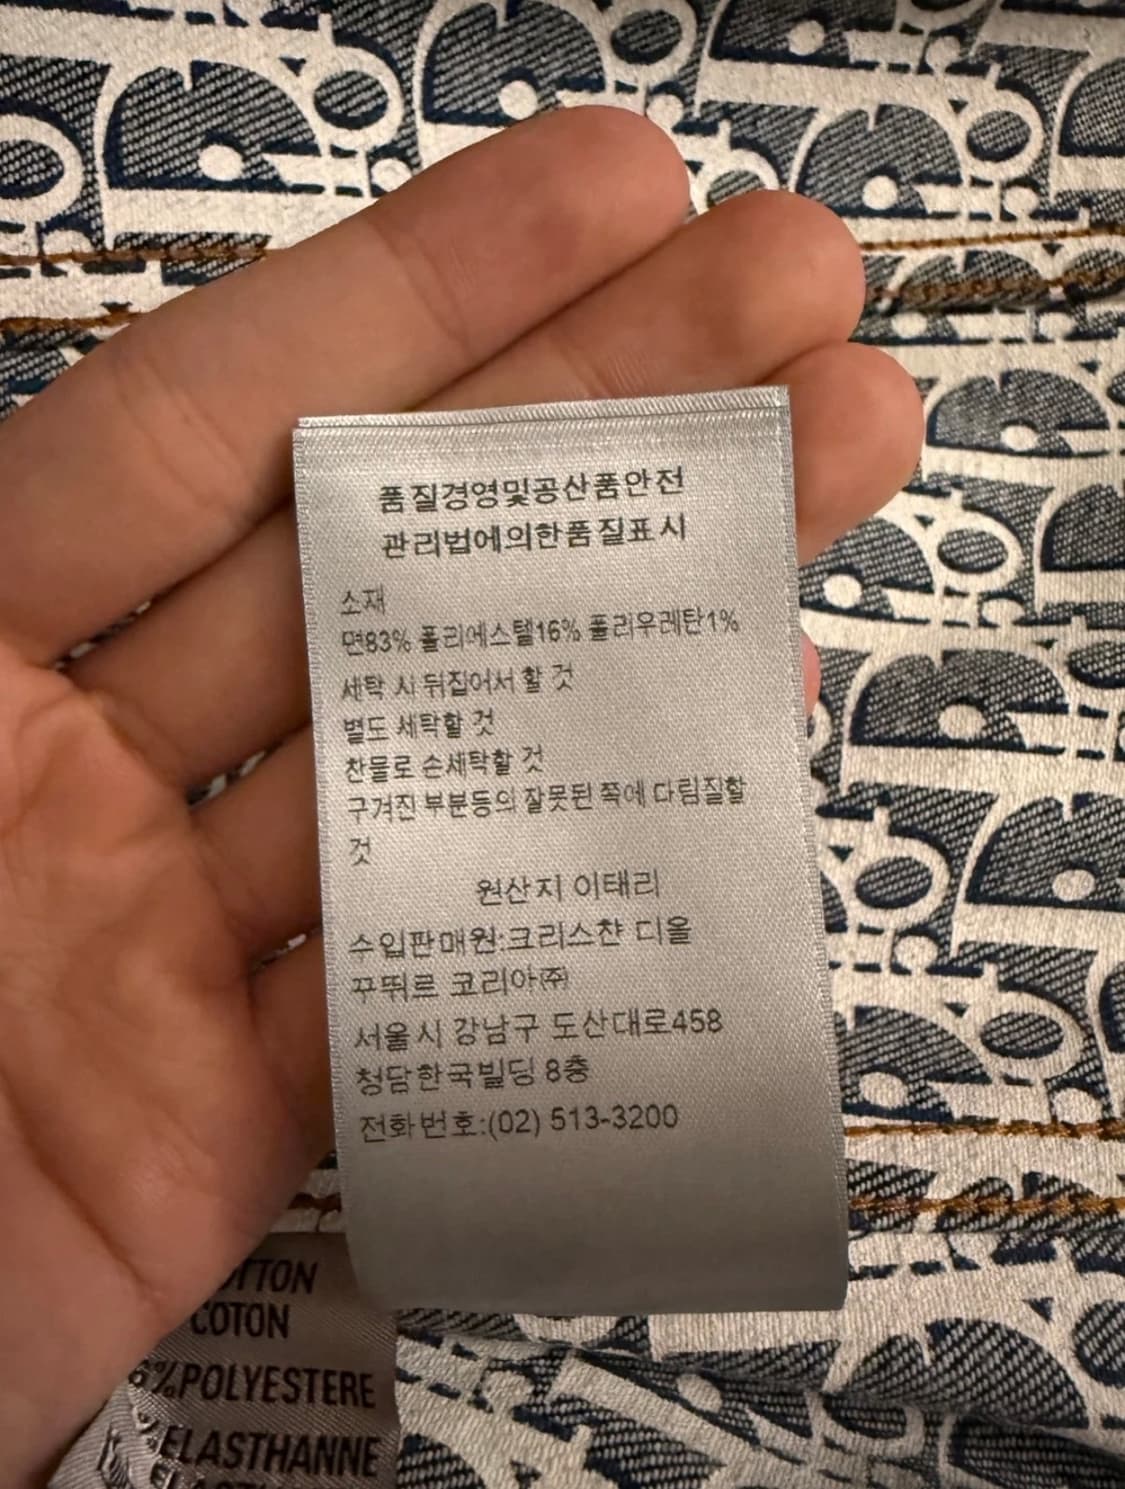 품질경영및공산품안전
관리법에의한품질표시
소재
면83% 폴리에스텔16% 폴리우레탄1%
세탁 시 뒤집어서 할 것
별도 세탁할 것
찬물로 손세탁할 것
구겨진 부분등의 잘못된 쪽에 다림질할
것
원산지 이태리
수입판매원:크리스챤 디올
꾸뛰르 코리아㈜
서울시 강남구 도산대로458
청담한국빌딩 8층
전화번호:(02) 513-3200
COTON
6%POLYESTERE
ELASTHANNE